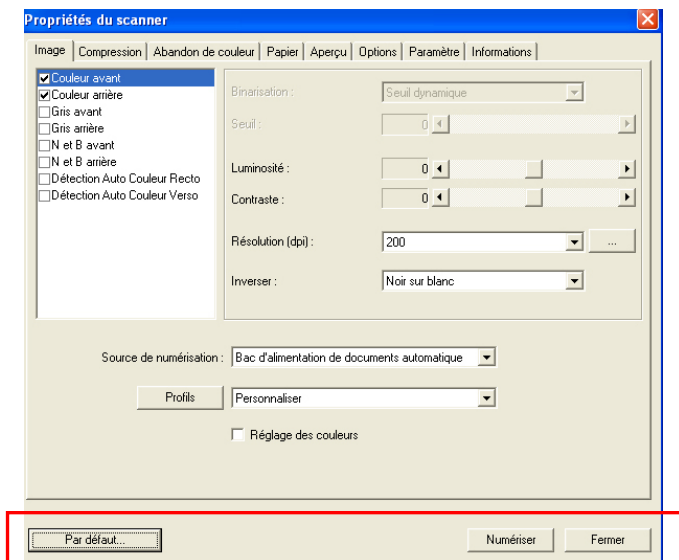 Propriétés du scanner
Image Compression Abandon de couleur Papier Aperçu Options Paramètre Informations
Couleur avant
Couleur arrière
Gris avant
Gris arrière
N et B avant
N et B arrière
Détection Auto Couleur Recto
Détection Auto Couleur Verso
Binarisation : Seuil dynamique
Seuil : 0
Luminosité : 0
Contraste : 0
Résolution (dpi) : 200 ...
Inverser : Noir sur blanc
Source de numérisation : Bac d'alimentation de documents automatique
Profils Personnaliser
Réglage des couleurs
Par défaut... Numériser Fermer